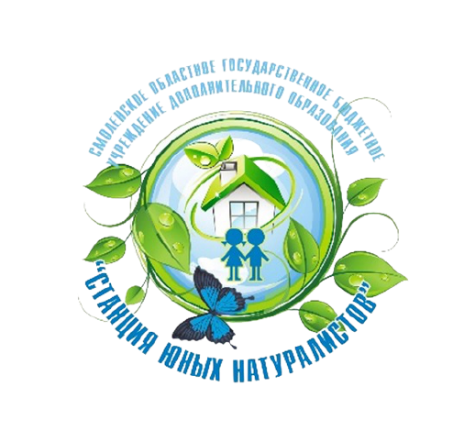 СМОЛЕНСКОЕ ОБЛАСТНОЕ ГОСУДАРСТВЕННОЕ БЮДЖЕТНОЕ
УЧРЕЖДЕНИЕ ДОПОЛНИТЕЛЬНОГО ОБРАЗОВАНИЯ
"СТАНЦИЯ ЮНЫХ НАТУРАЛИСТОВ"